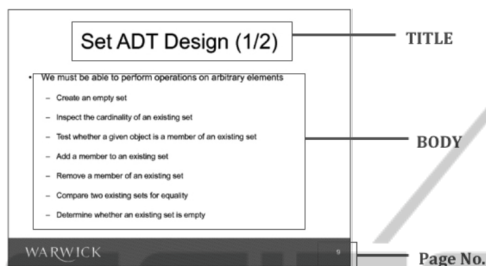 Set ADT Design (1/2)
TITLE
• We must be able to perform operations on arbitrary elements
– Create an empty set
– Inspect the cardinality of an existing set
– Test whether a given object is a member of an existing set
BODY
– Add a member to an existing set
– Remove a member of an existing set
– Compare two existing sets for equality
– Determine whether an existing set is empty
WARWICK
Page No.